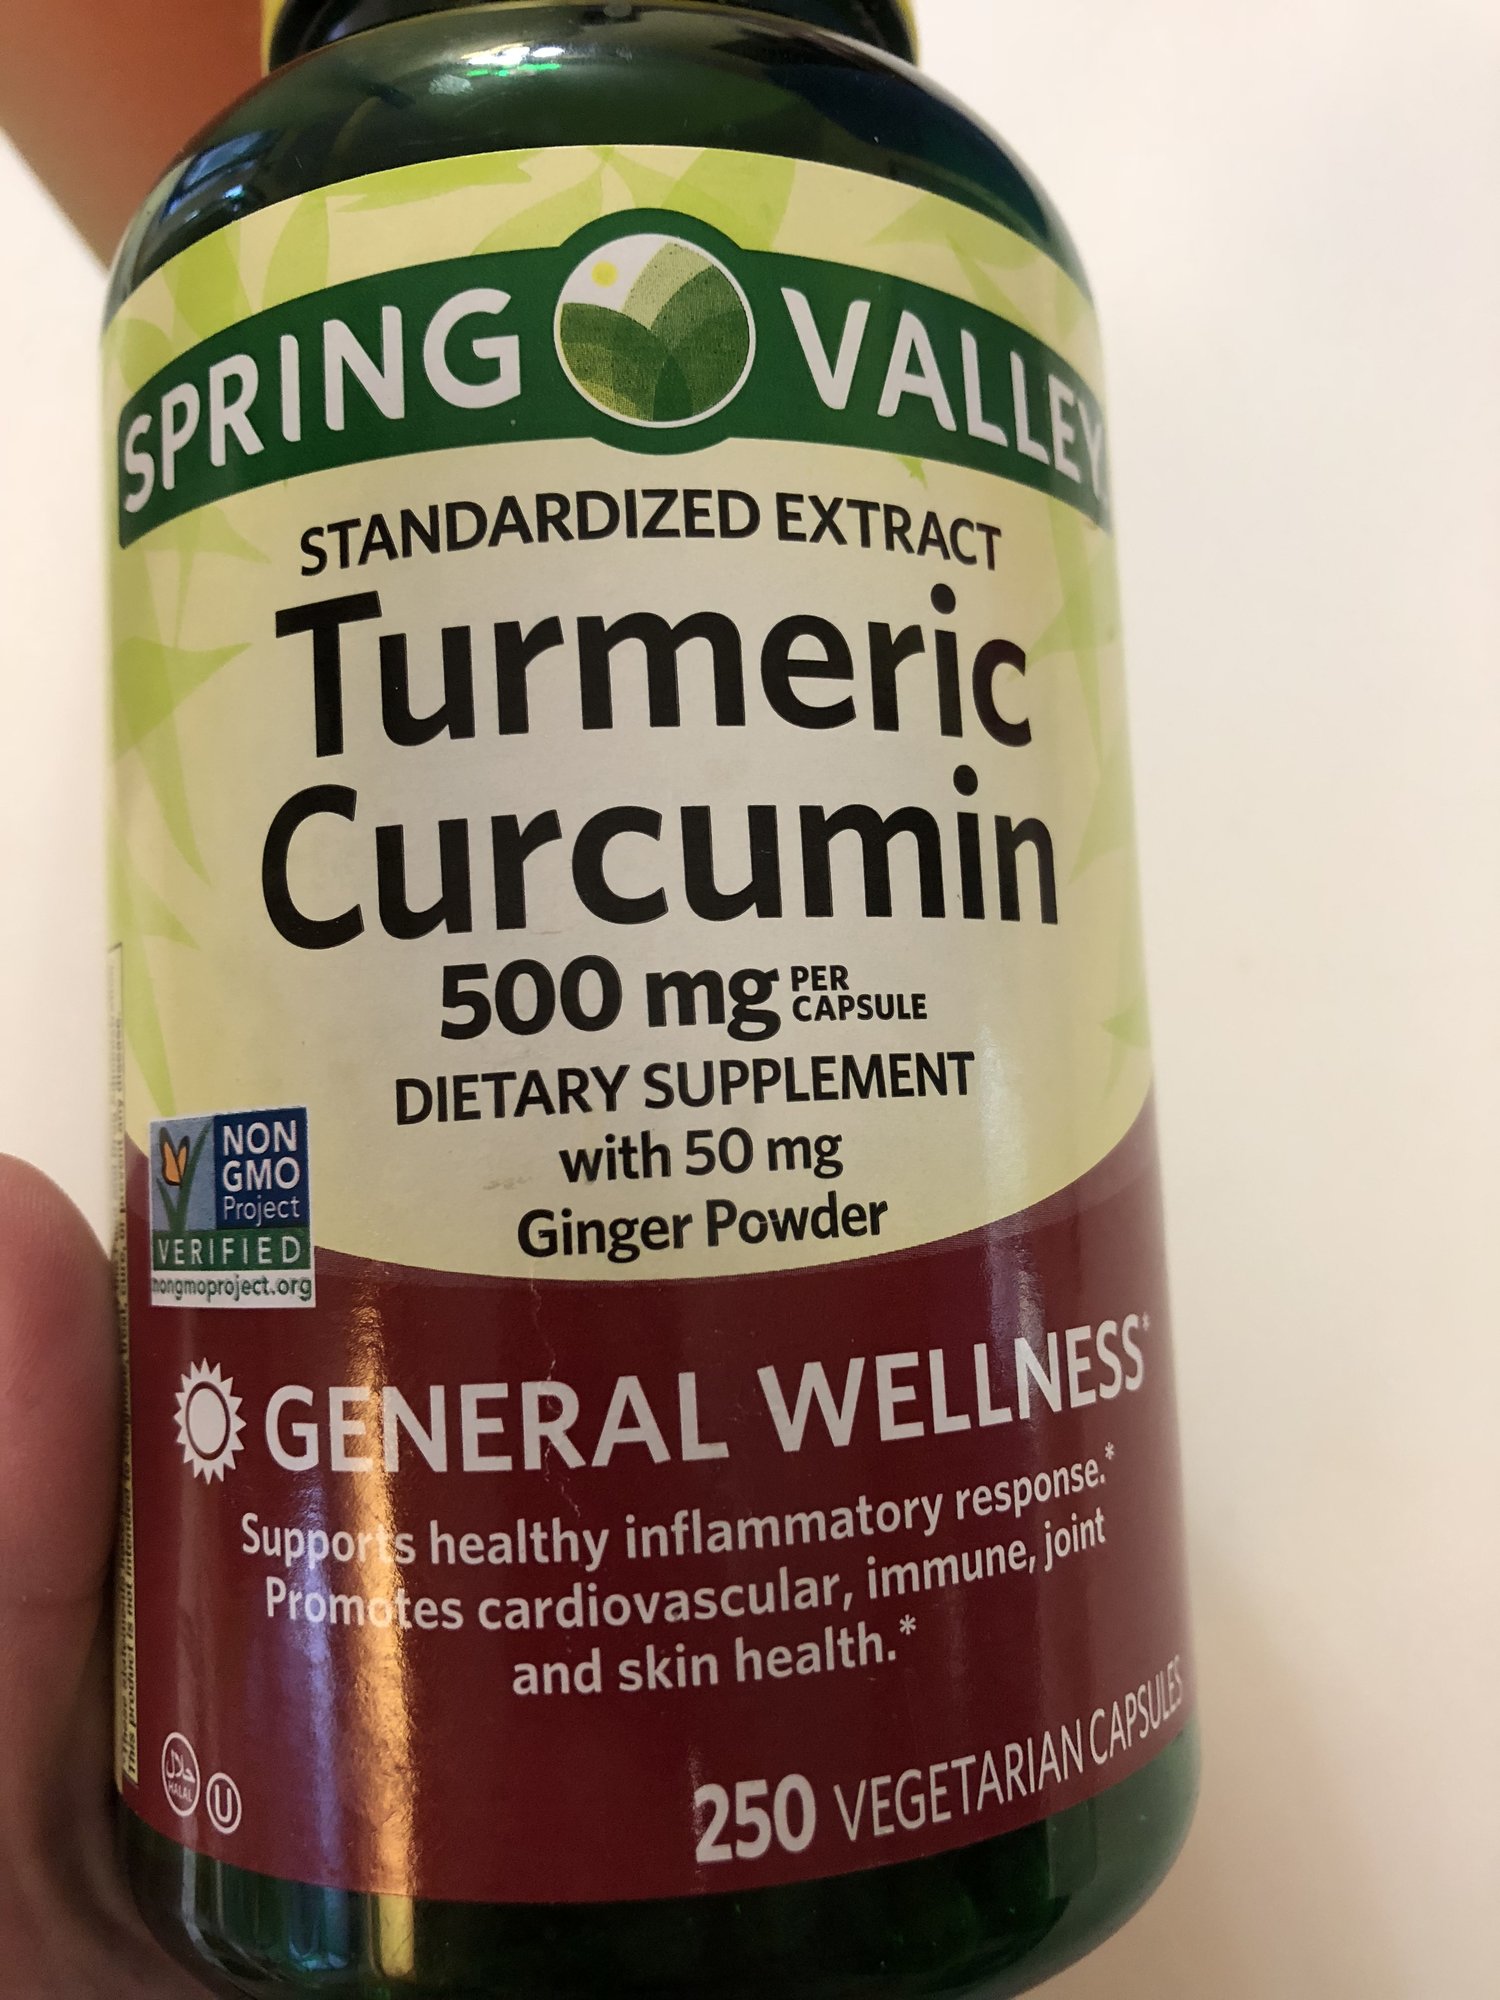 SPRING VALLEY
STANDARDIZED EXTRACT
Turmeric
Curcumin
500 mg PER CAPSULE
DIETARY SUPPLEMENT
with 50 mg
Ginger Powder
NON
GMO
Project
VERIFIED
nongmoproject.org
GENERAL WELLNESS*
Supports healthy inflammatory response.*
Promotes cardiovascular, immune, joint
and skin health.*
حلال
HALAL
U
250 VEGETARIAN CAPSULES